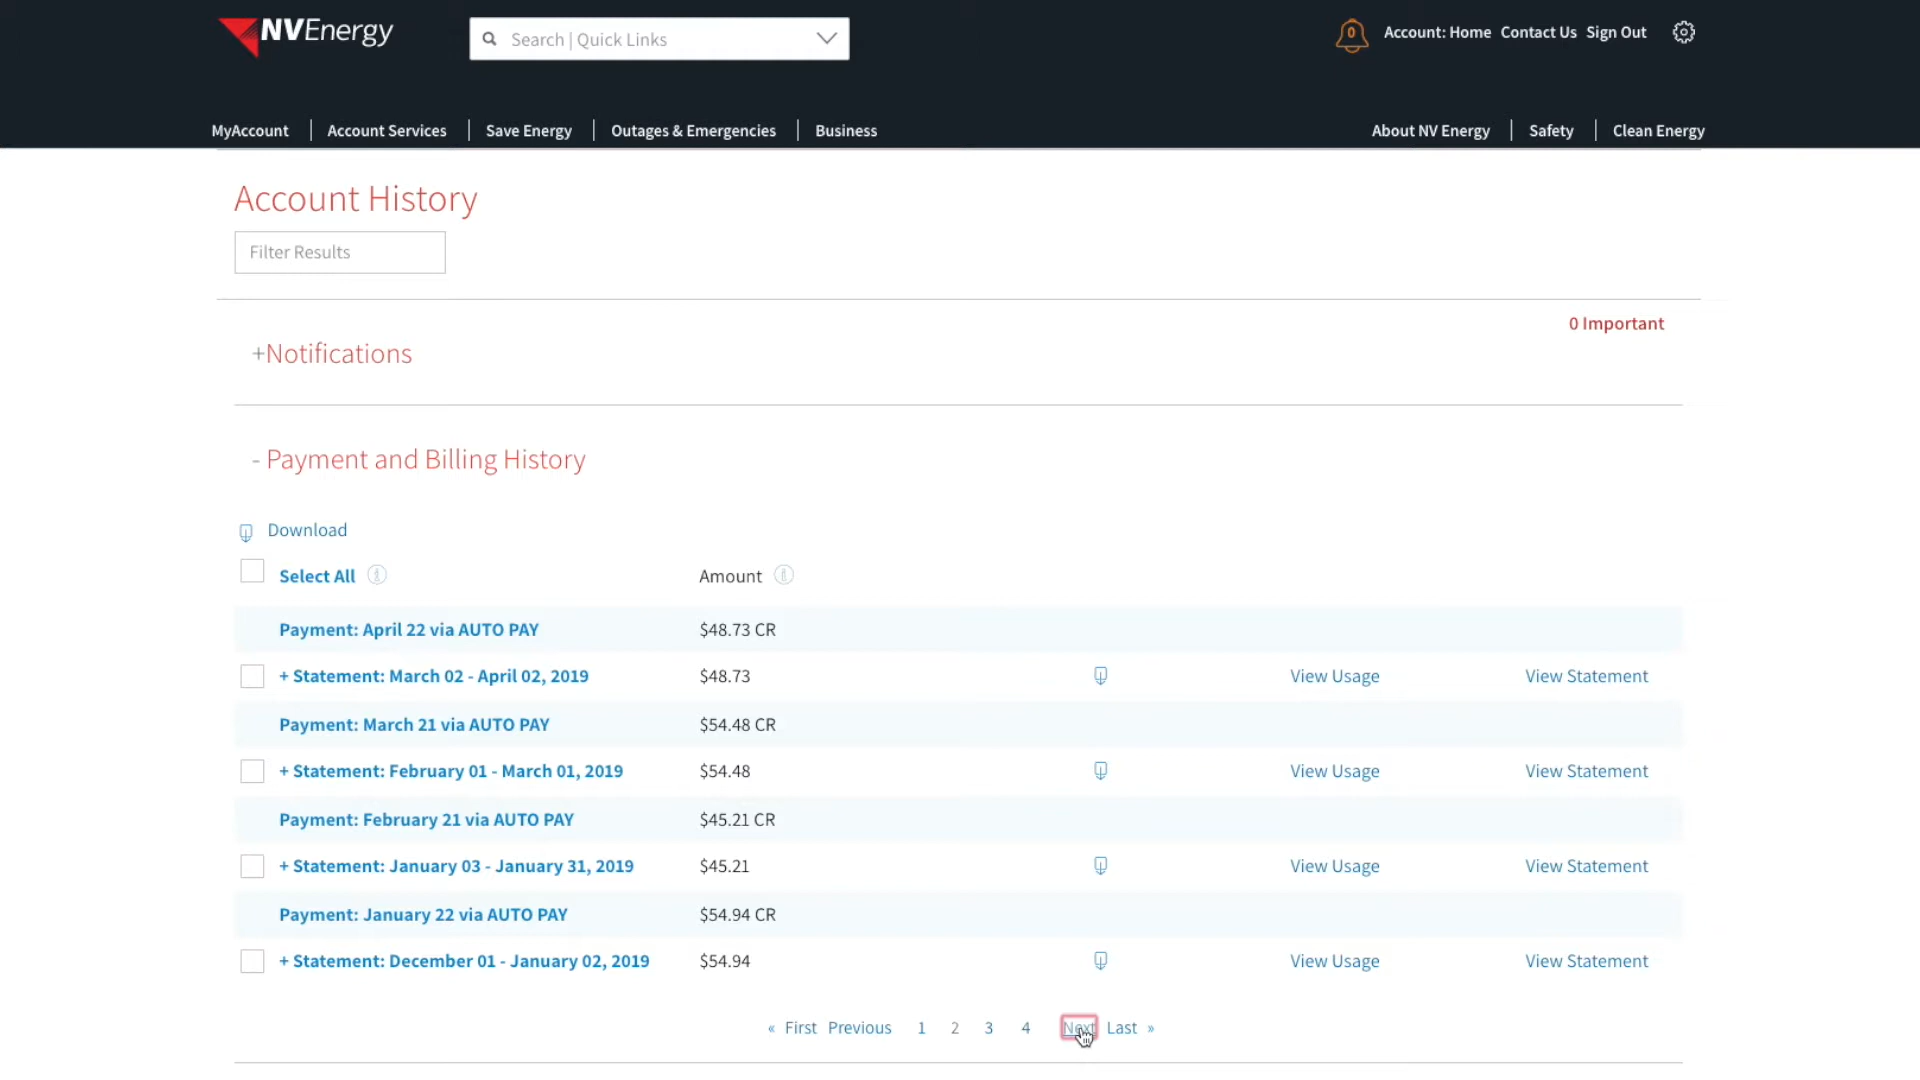 NVEnergy
Search | Quick Links
0
Account: Home Contact Us Sign Out
MyAccount Account Services Save Energy Outages & Emergencies Business
About NV Energy Safety Clean Energy
Account History
Filter Results
0 Important
+Notifications
- Payment and Billing History
Download
Select All Amount
Payment: April 22 via AUTO PAY $48.73 CR
+ Statement: March 02 - April 02, 2019 $48.73 View Usage View Statement
Payment: March 21 via AUTO PAY $54.48 CR
+ Statement: February 01 - March 01, 2019 $54.48 View Usage View Statement
Payment: February 21 via AUTO PAY $45.21 CR
+ Statement: January 03 - January 31, 2019 $45.21 View Usage View Statement
Payment: January 22 via AUTO PAY $54.94 CR
+ Statement: December 01 - January 02, 2019 $54.94 View Usage View Statement
« First Previous 1 2 3 4 Next Last »